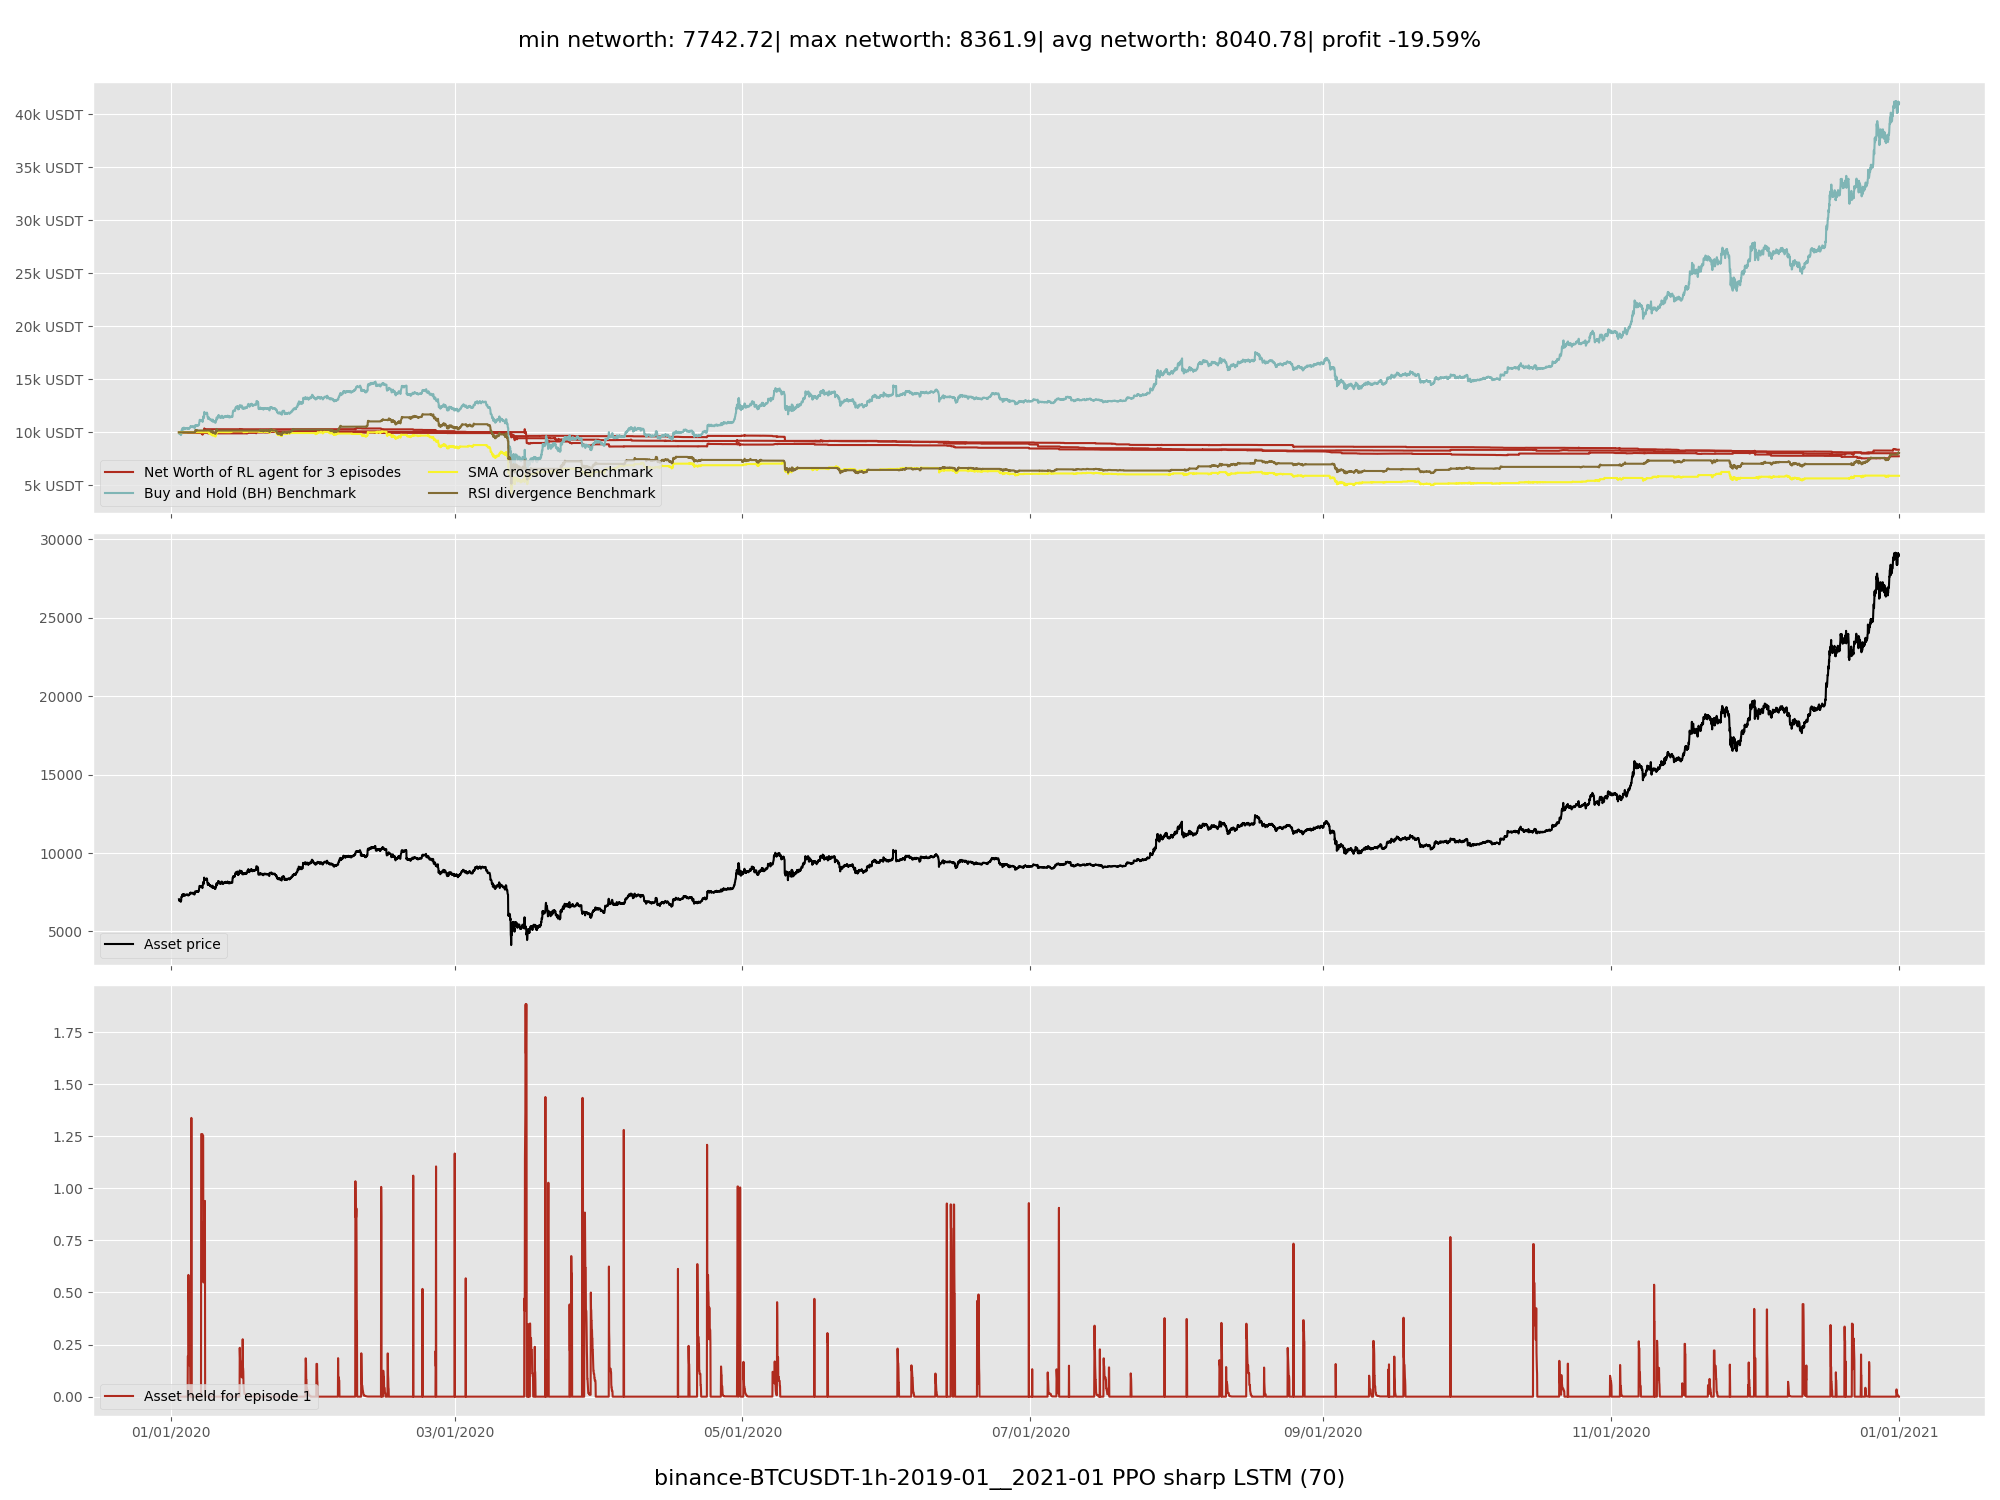 min networth: 7742.72| max networth: 8361.9| avg networth: 8040.78| profit -19.59%
40k USDT
35k USDT
30k USDT
25k USDT
20k USDT
15k USDT
10k USDT
5k USDT
Net Worth of RL agent for 3 episodes
Buy and Hold (BH) Benchmark
SMA crossover Benchmark
RSI divergence Benchmark
30000
25000
20000
15000
10000
5000
Asset price
1.75
1.50
1.25
1.00
0.75
0.50
0.25
0.00
Asset held for episode 1
01/01/2020 03/01/2020 05/01/2020 07/01/2020 09/01/2020 11/01/2020 01/01/2021
binance-BTCUSDT-1h-2019-01__2021-01 PPO sharp LSTM (70)